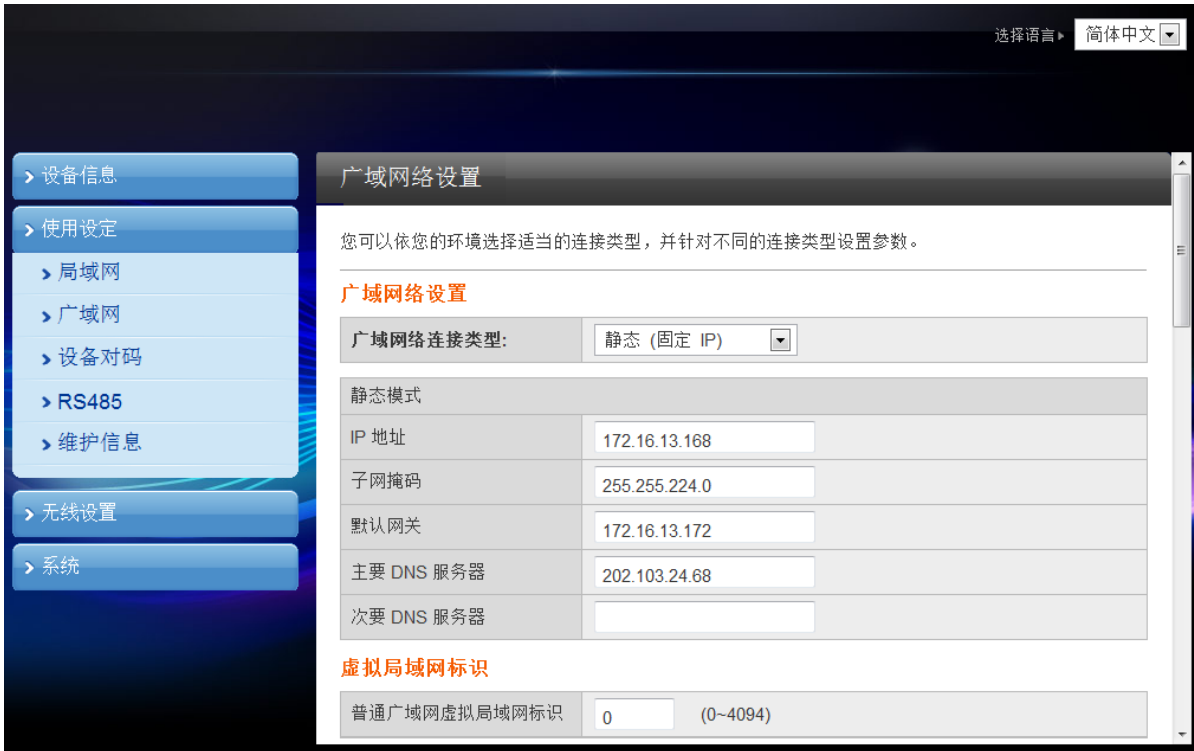 选择语言
简体中文
设备信息
使用设定
局域网
广域网
设备对码
RS485
维护信息
无线设置
系统
广域网络设置
您可以依您的环境选择适当的连接类型，并针对不同的连接类型设置参数。
广域网络设置
广域网络连接类型: 静态 (固定 IP)
静态模式
IP 地址 172.16.13.168
子网掩码 255.255.224.0
默认网关 172.16.13.172
主要 DNS 服务器 202.103.24.68
次要 DNS 服务器
虚拟局域网标识
普通广域网虚拟局域网标识 0 (0~4094)